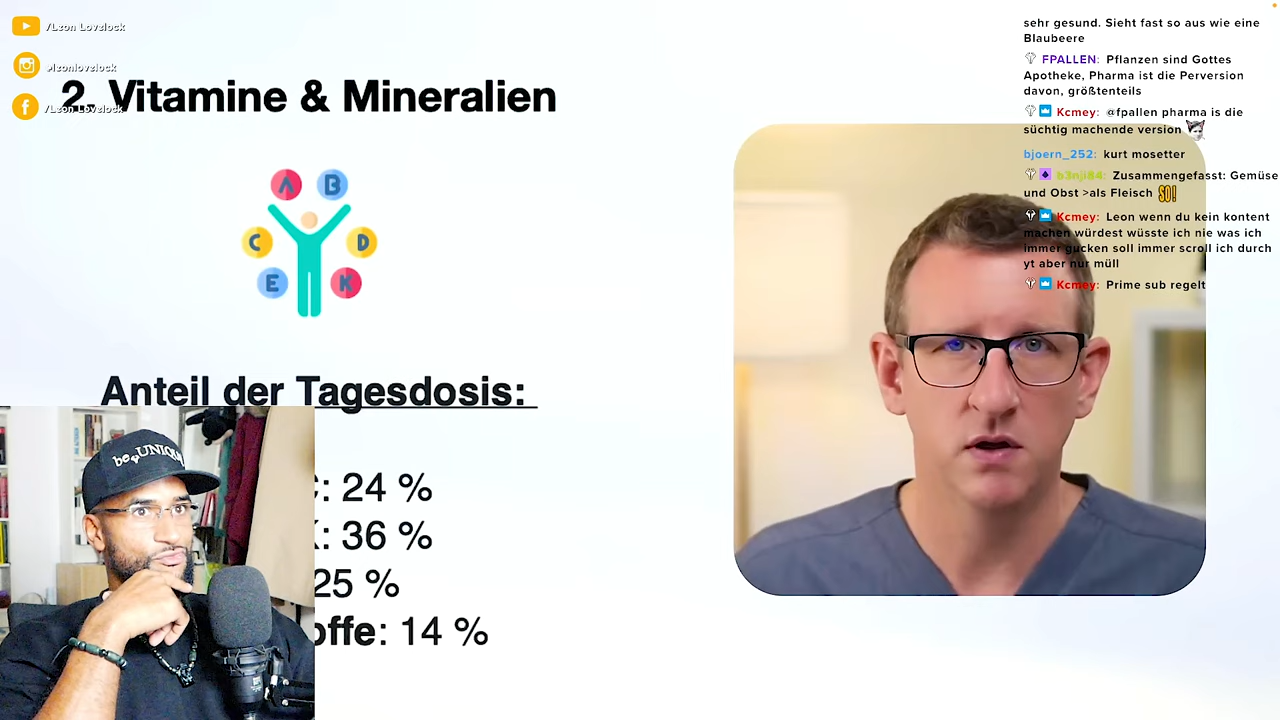 /Leon Lovelock
leonlovelock
/Leon Lovelock
2. Vitamine & Mineralien
A B
C D
E K
Anteil der Tagesdosis:
: 24 %
: 36 %
25 %
offe: 14 %
be UNIQUE
sehr gesund. Sieht fast so aus wie eine
Blaubeere
FPALLEN: Pflanzen sind Gottes
Apotheke, Pharma ist die Perversion
davon, größtenteils
Kcmey: @fpallen pharma is die
süchtig machende version
bjoern_252: kurt mosetter
b3nji84: Zusammengefasst: Gemüse
und Obst >als Fleisch SO!
Kcmey: Leon wenn du kein kontent
machen würdest wüsste ich nie was ich
immer gucken soll immer scroll ich durch
yt aber nur müll
Kcmey: Prime sub regelt